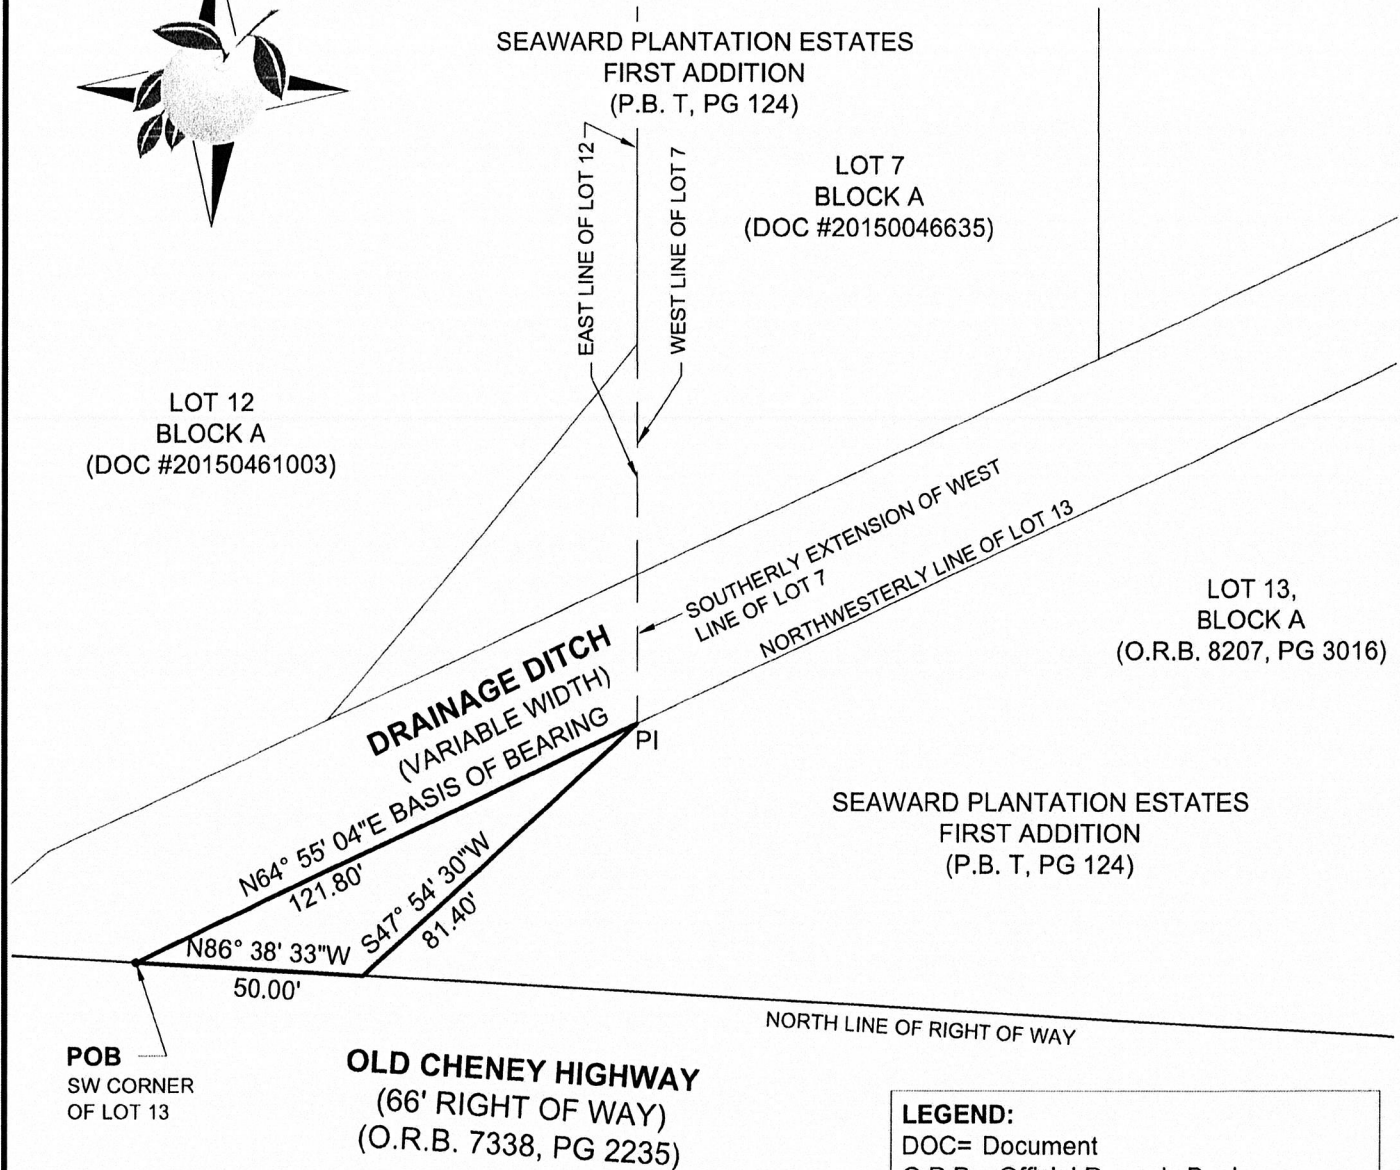 SEAWARD PLANTATION ESTATES
FIRST ADDITION
(P.B. T, PG 124)
EAST LINE OF LOT 12
WEST LINE OF LOT 7
LOT 7
BLOCK A
(DOC #20150046635)
LOT 12
BLOCK A
(DOC #20150461003)
SOUTHERLY EXTENSION OF WEST
LINE OF LOT 7
NORTHWESTERLY LINE OF LOT 13
LOT 13,
BLOCK A
(O.R.B. 8207, PG 3016)
DRAINAGE DITCH
(VARIABLE WIDTH)
N64° 55' 04"E BASIS OF BEARING
121.80'
PI
S47° 54' 30"W
81.40'
SEAWARD PLANTATION ESTATES
FIRST ADDITION
(P.B. T, PG 124)
N86° 38' 33"W
50.00'
NORTH LINE OF RIGHT OF WAY
POB
SW CORNER
OF LOT 13
OLD CHENEY HIGHWAY
(66' RIGHT OF WAY)
(O.R.B. 7338, PG 2235)
LEGEND:
DOC= Document